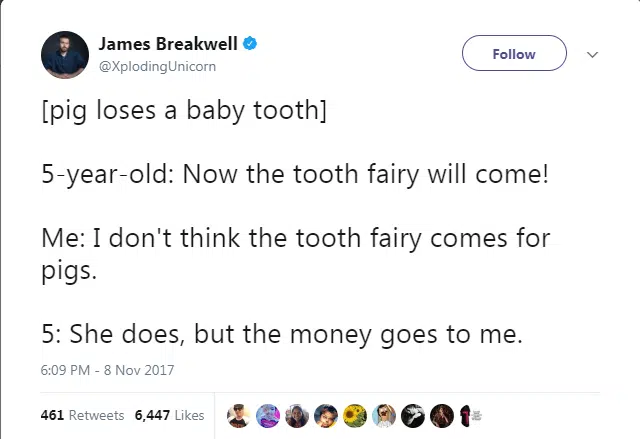 James Breakwell
@XplodingUnicorn
Follow
[pig loses a baby tooth]
5-year-old: Now the tooth fairy will come!
Me: I don't think the tooth fairy comes for
pigs.
5: She does, but the money goes to me.
6:09 PM - 8 Nov 2017
461 Retweets 6,447 Likes